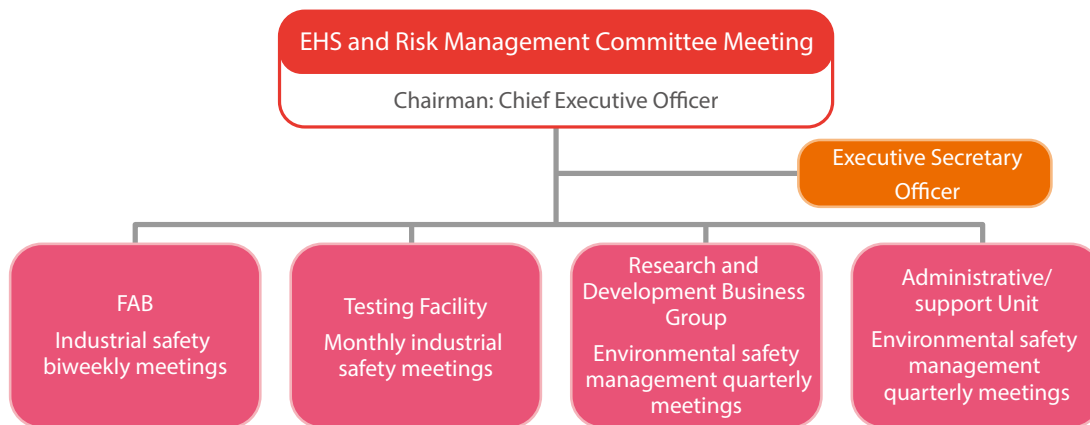 EHS and Risk Management Committee Meeting
Chairman: Chief Executive Officer
Executive Secretary
Officer
FAB
Industrial safety
biweekly meetings
Testing Facility
Monthly industrial
safety meetings
Research and
Development Business
Group
Environmental safety
management quarterly
meetings
Administrative/
support Unit
Environmental safety
management
quarterly meetings